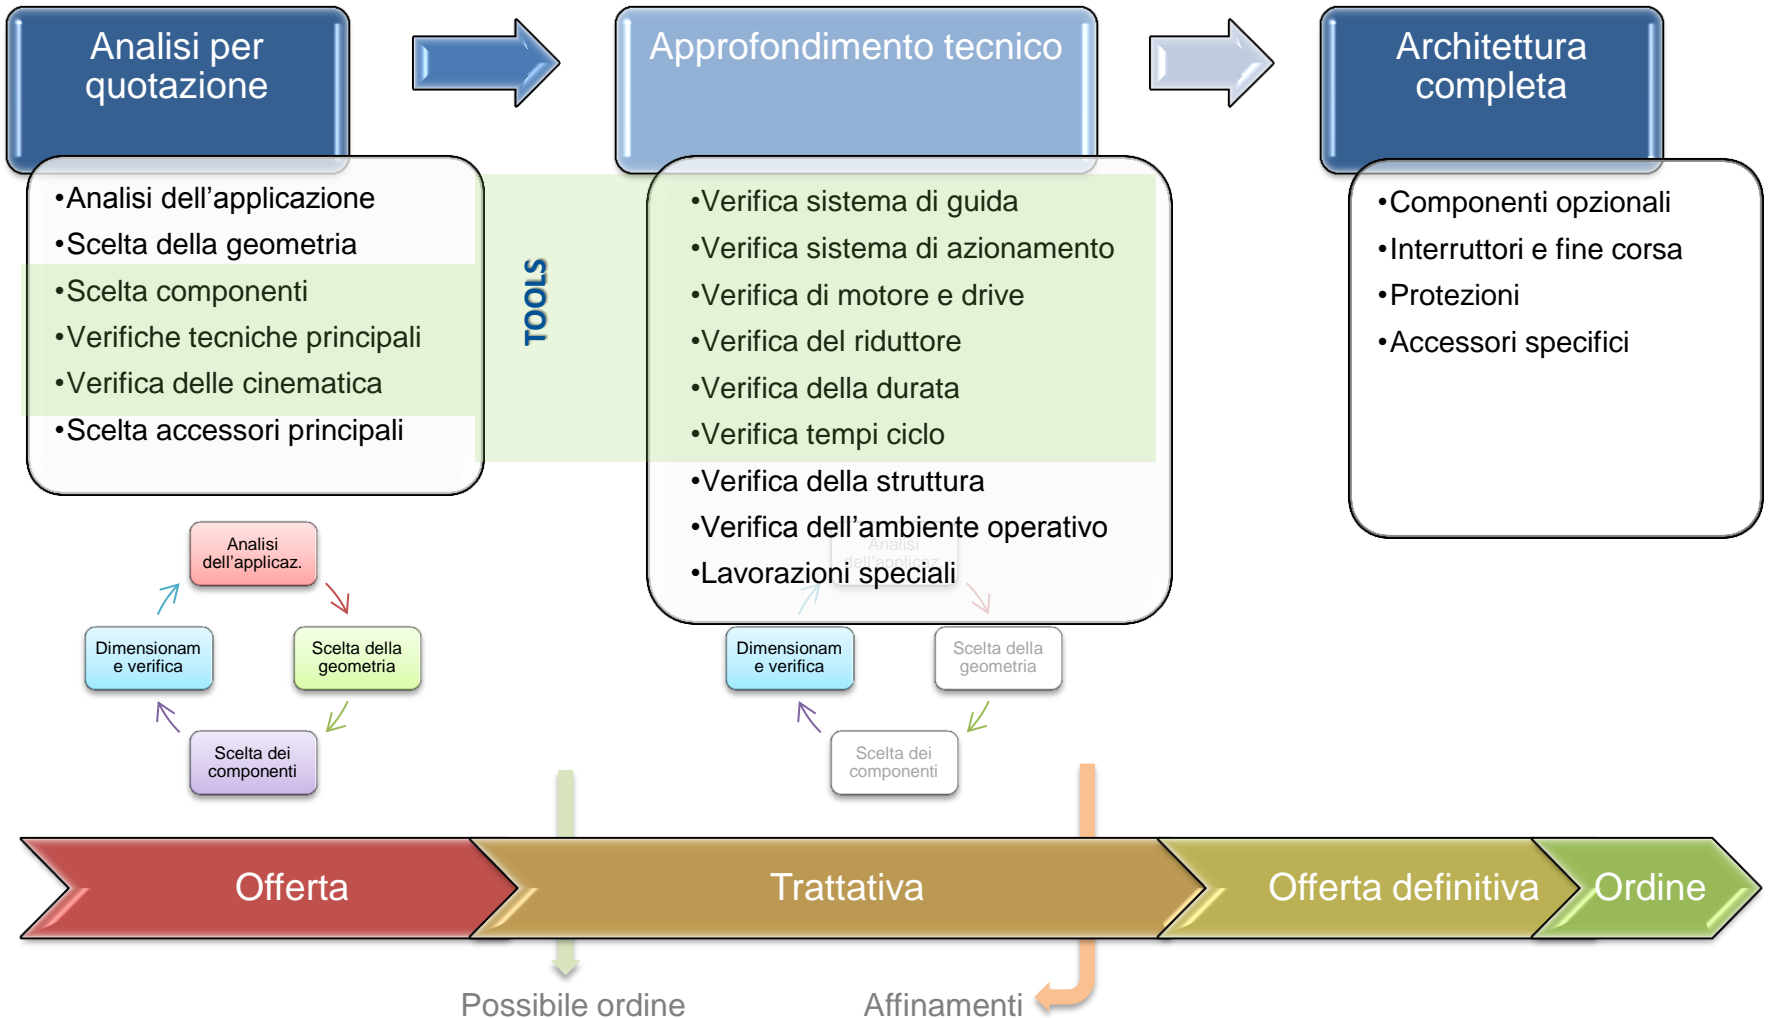 Analisi per
quotazione
Approfondimento tecnico
Architettura
completa
•Analisi dell’applicazione
•Scelta della geometria
•Scelta componenti
•Verifiche tecniche principali
•Verifica delle cinematica
•Scelta accessori principali
TOOLS
•Verifica sistema di guida
•Verifica sistema di azionamento
•Verifica di motore e drive
•Verifica del riduttore
•Verifica della durata
•Verifica tempi ciclo
•Verifica della struttura
•Verifica dell’ambiente operativo
•Lavorazioni speciali
•Componenti opzionali
•Interruttori e fine corsa
•Protezioni
•Accessori specifici
Analisi
dell’applicaz.
Dimensionam
e verifica
Scelta della
geometria
Scelta dei
componenti
Analisi
dell’applicaz.
Dimensionam
e verifica
Scelta della
geometria
Scelta dei
componenti
Offerta
Trattativa
Offerta definitiva
Ordine
Possibile ordine
Affinamenti